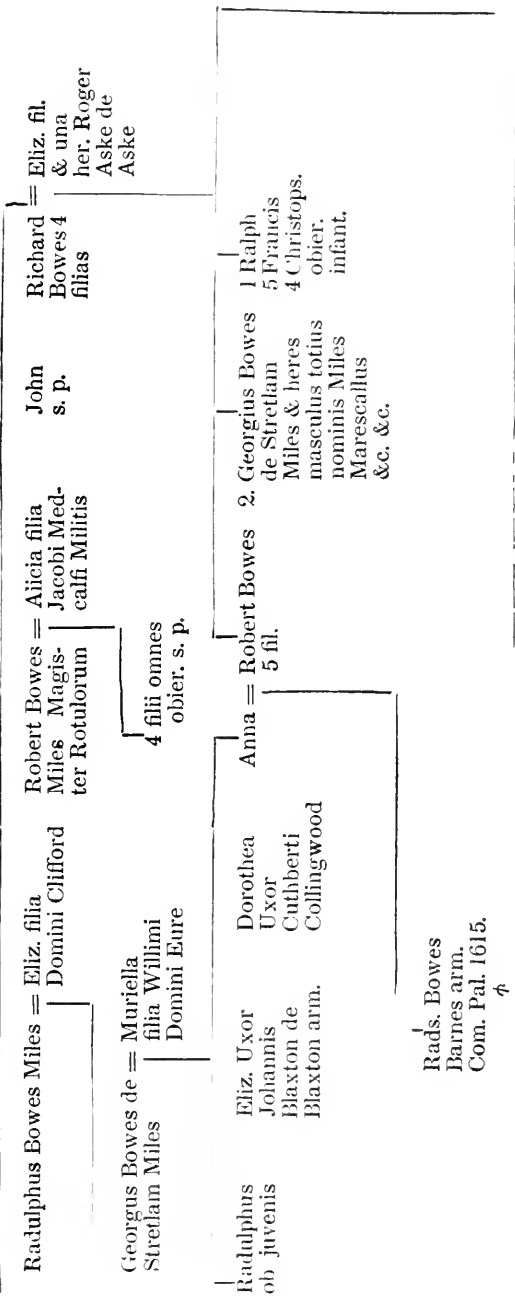 Radulphus Bowes Miles = Eliz. filia
Domini Clifford
Robert Bowes = Alicia filia
Miles Magis- Jacobi Med-
ter Rotulorum calfi Militis
John
s. p.
Richard = Eliz. fil.
Bowes 4 & una
filias her. Roger
Aske de
Aske
Georgus Bowes de = Muriella
Stretlam Miles filia Willimi
Domini Eure
4 filii omnes
obier. s. p.
Radulphus
ob juvenis
Eliz. Uxor
Johannis
Blaxton de
Blaxton arm.
Dorothea
Uxor
Cuthberti
Collingwood
Anna = Robert Bowes
5 fil.
2. Georgius Bowes
de Stretlam
Miles & heres
masculus totius
nominis Miles
Marescallus
&c. &c.
1 Ralph
5 Francis
4 Christops.
obier.
infant.
Rads. Bowes
Barnes arm.
Com. Pal. 1615.